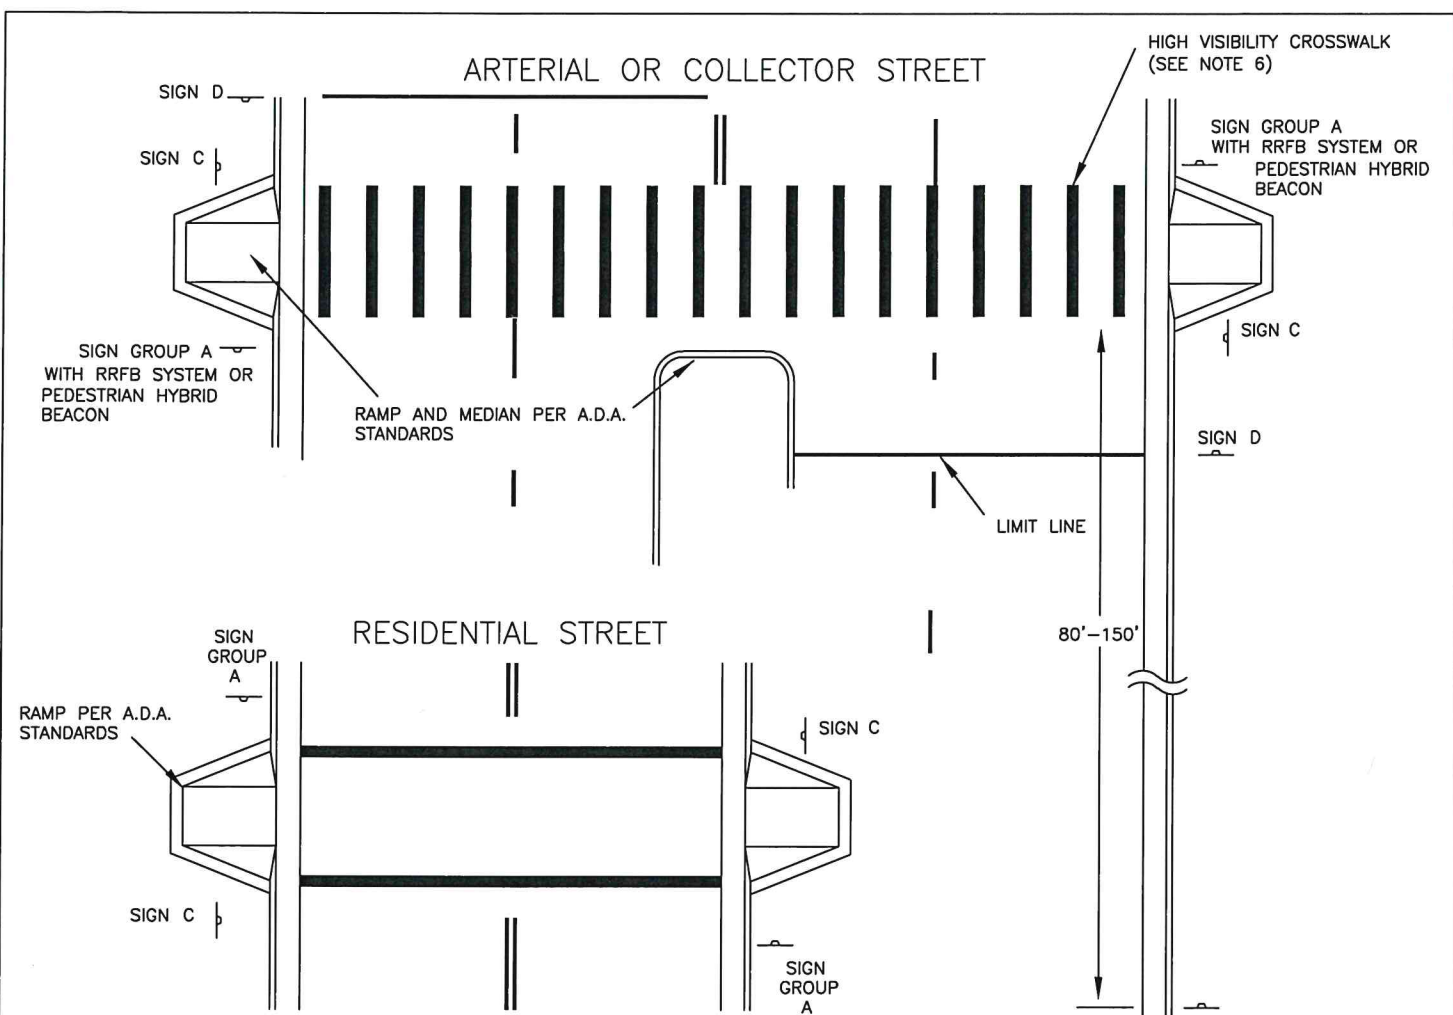 ARTERIAL OR COLLECTOR STREET
HIGH VISIBILITY CROSSWALK
(SEE NOTE 6)
SIGN D
SIGN C
SIGN GROUP A
WITH RRFB SYSTEM OR
PEDESTRIAN HYBRID
BEACON
SIGN GROUP A
WITH RRFB SYSTEM OR
PEDESTRIAN HYBRID
BEACON
SIGN C
RAMP AND MEDIAN PER A.D.A.
STANDARDS
SIGN D
LIMIT LINE
80'-150'
RESIDENTIAL STREET
SIGN
GROUP
A
RAMP PER A.D.A.
STANDARDS
SIGN C
SIGN C
SIGN
GROUP
A